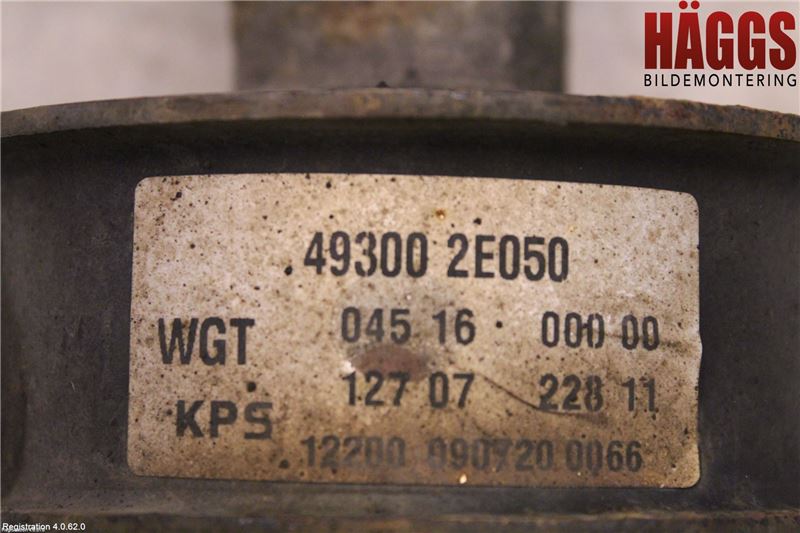 HÄGGS
BILDEMONTERING
49300 2E050
WGT 045 16 000 00
KPS 127 07 228 11
12200 090720 0066
Registration 4.0.62.0